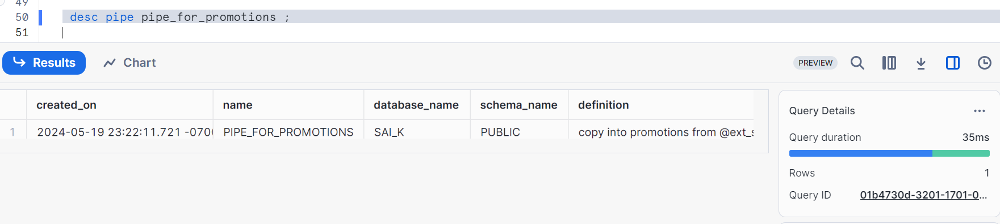 49
50 desc pipe pipe_for_promotions ;
51
Results Chart PREVIEW
created_on name database_name schema_name definition
1 2024-05-19 23:22:11.721 -070 PIPE_FOR_PROMOTIONS SAI_K PUBLIC copy into promotions from @ext_s
Query Details ...
Query duration 35ms
Rows 1
Query ID 01b4730d-3201-1701-0...